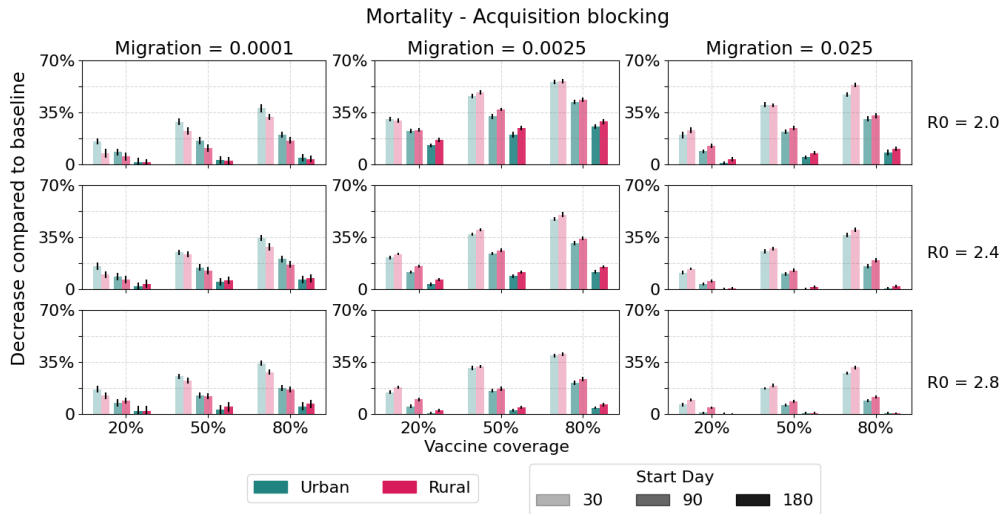 Mortality - Acquisition blocking
Migration = 0.0001 Migration = 0.0025 Migration = 0.025
Decrease compared to baseline
70% 70% 70%
35% 35% 35%
0 0 0
R0 = 2.0
70% 70% 70%
35% 35% 35%
0 0 0
R0 = 2.4
70% 70% 70%
35% 35% 35%
0 0 0
R0 = 2.8
20% 50% 80% 20% 50% 80% 20% 50% 80%
Vaccine coverage
Urban Rural
Start Day
30 90 180